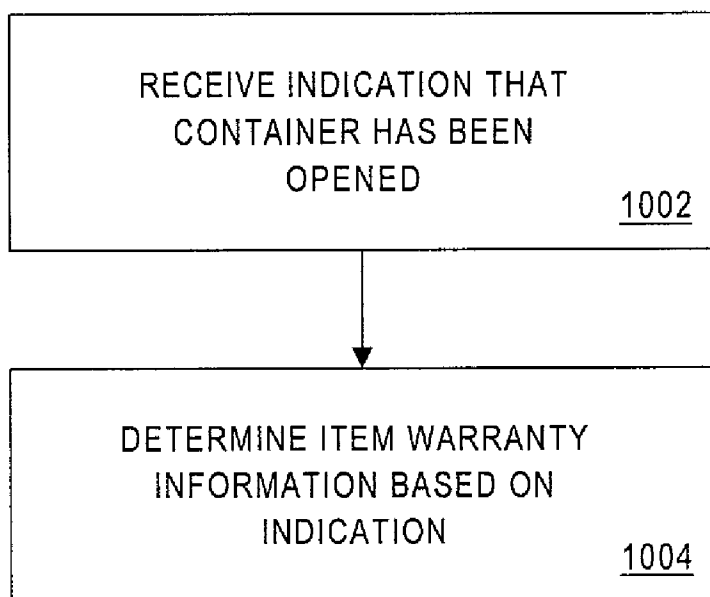 RECEIVE INDICATION THAT
CONTAINER HAS BEEN
OPENED
1002
DETERMINE ITEM WARRANTY
INFORMATION BASED ON
INDICATION
1004